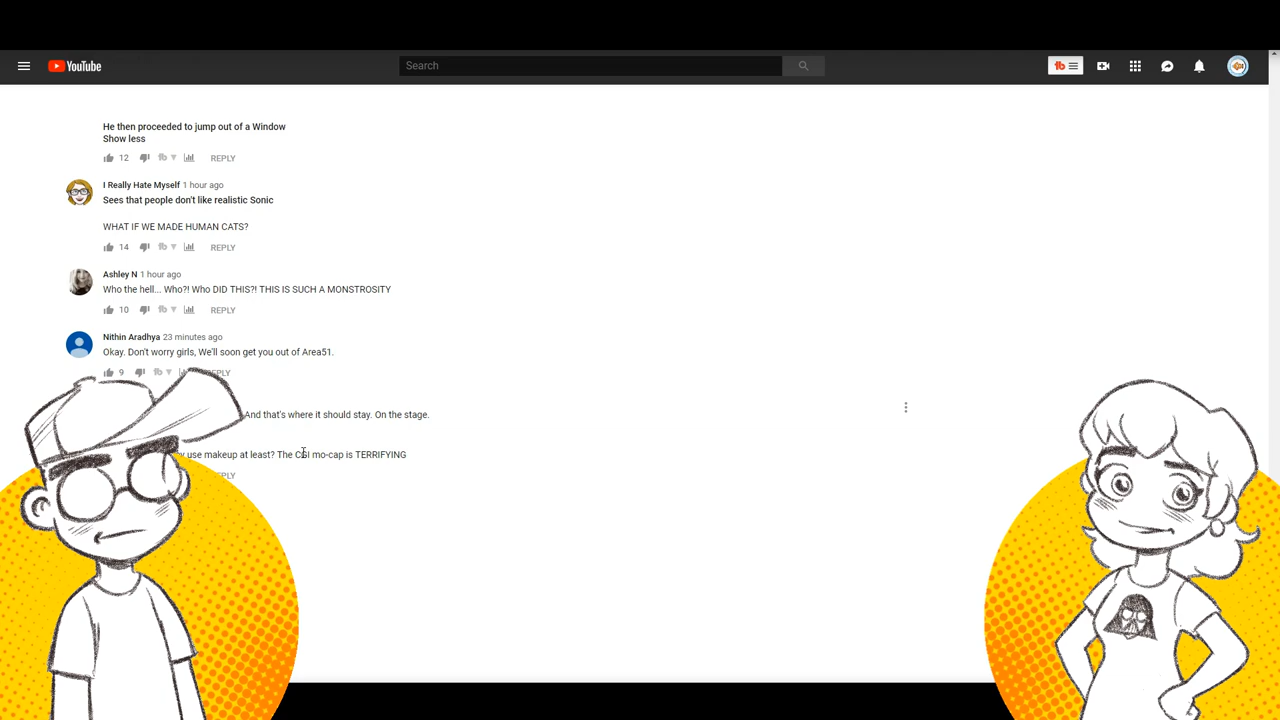 YouTube
Search
He then proceeded to jump out of a Window
Show less
12 REPLY
I Really Hate Myself 1 hour ago
Sees that people don't like realistic Sonic
WHAT IF WE MADE HUMAN CATS?
14 REPLY
Ashley N 1 hour ago
Who the hell... Who?! Who DID THIS?! THIS IS SUCH A MONSTROSITY
10 REPLY
Nithin Aradhya 23 minutes ago
Okay. Don't worry girls, We'll soon get you out of Area51.
9
And that's where it should stay. On the stage.
use makeup at least? The CGI mo-cap is TERRIFYING